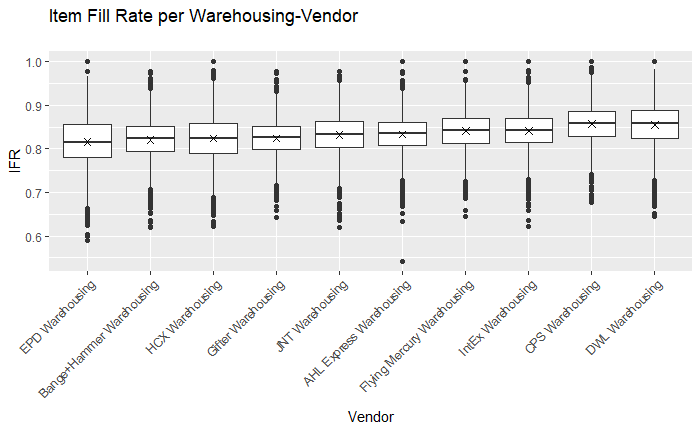 Item Fill Rate per Warehousing-Vendor
1.0
0.9
0.8
0.7
0.6
IFR
EPD Warehousing
Bange+Hammer Warehousing
HCX Warehousing
Gifter Warehousing
JNT Warehousing
AHL Express Warehousing
Flying Mercury Warehousing
IntEx Warehousing
CPS Warehousing
DWL Warehousing
Vendor